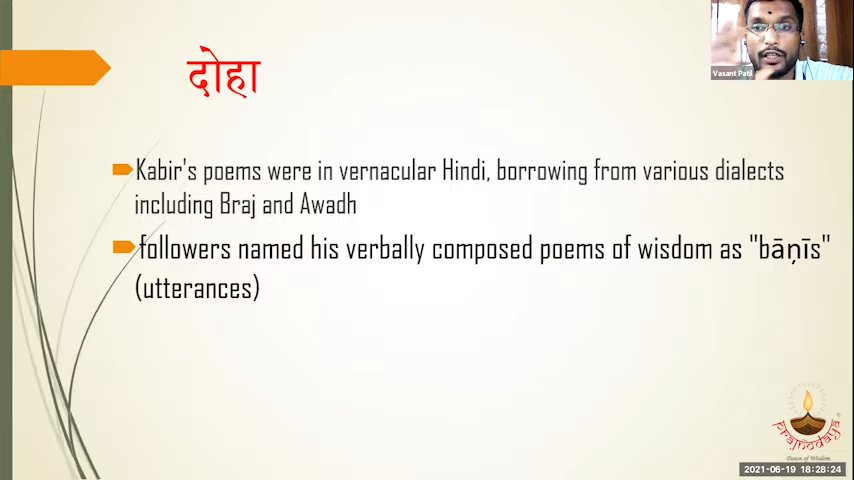 Vasant Patil
दोहा
Kabir's poems were in vernacular Hindi, borrowing from various dialects
including Braj and Awadh
followers named his verbally composed poems of wisdom as "bāṇīs"
(utterances)
prajñodaya®
Dawn of Wisdom
2021-06-19 18:28:24